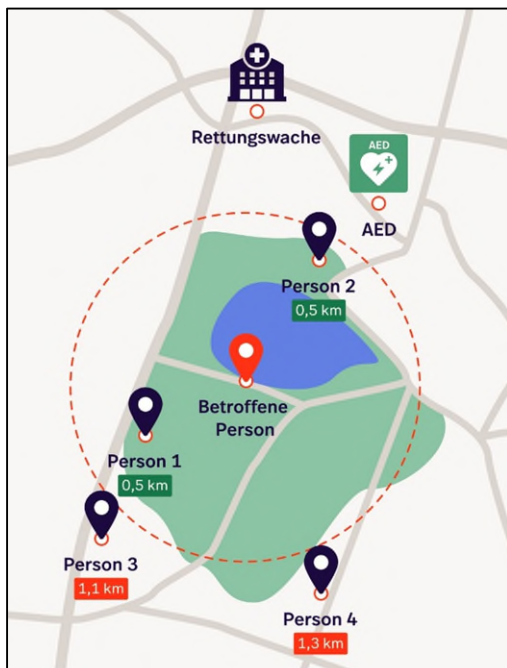 Rettungswache
AED
AED
Person 2
0,5 km
Betroffene
Person
Person 1
0,5 km
Person 3
1,1 km
Person 4
1,3 km